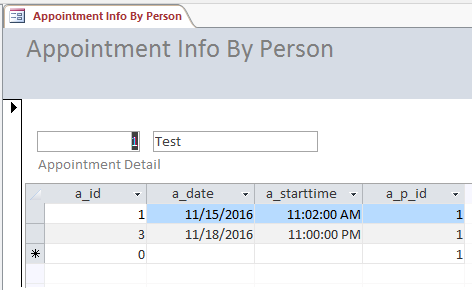 Appointment Info By Person
Appointment Info By Person
1 Test
Appointment Detail
a_id a_date a_starttime a_p_id
1 11/15/2016 11:02:00 AM 1
3 11/18/2016 11:00:00 PM 1
0 1